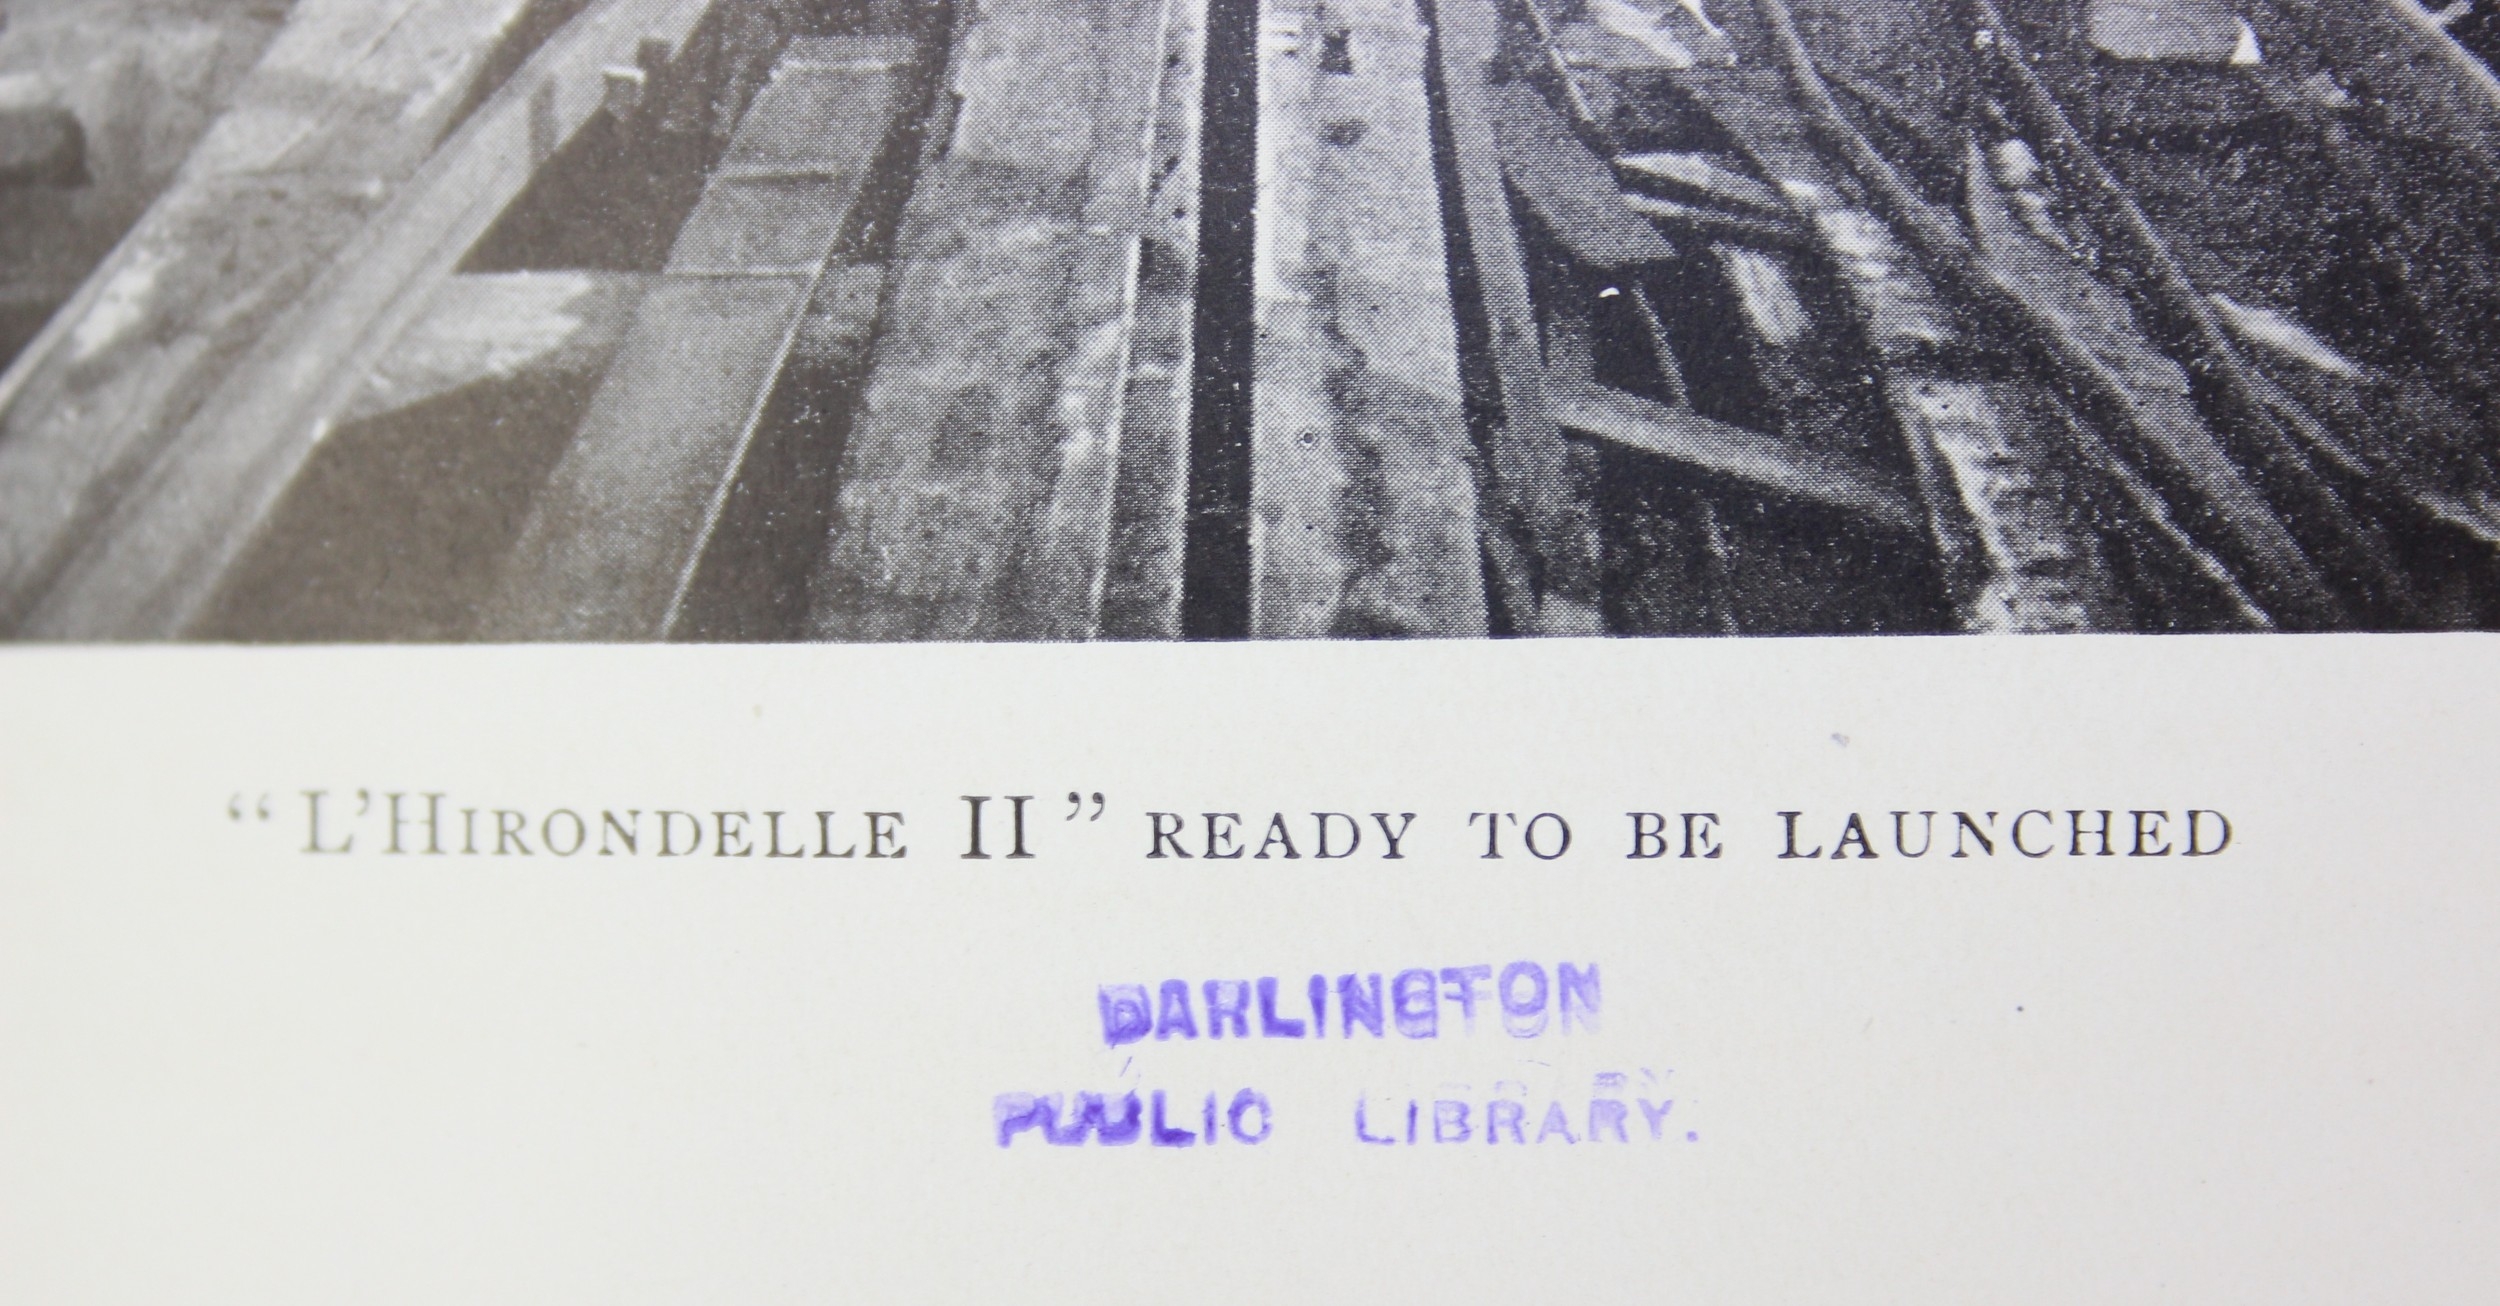 “L’HIRONDELLE II” READY TO BE LAUNCHED
DARLINGTON
PUBLIC LIBRARY.